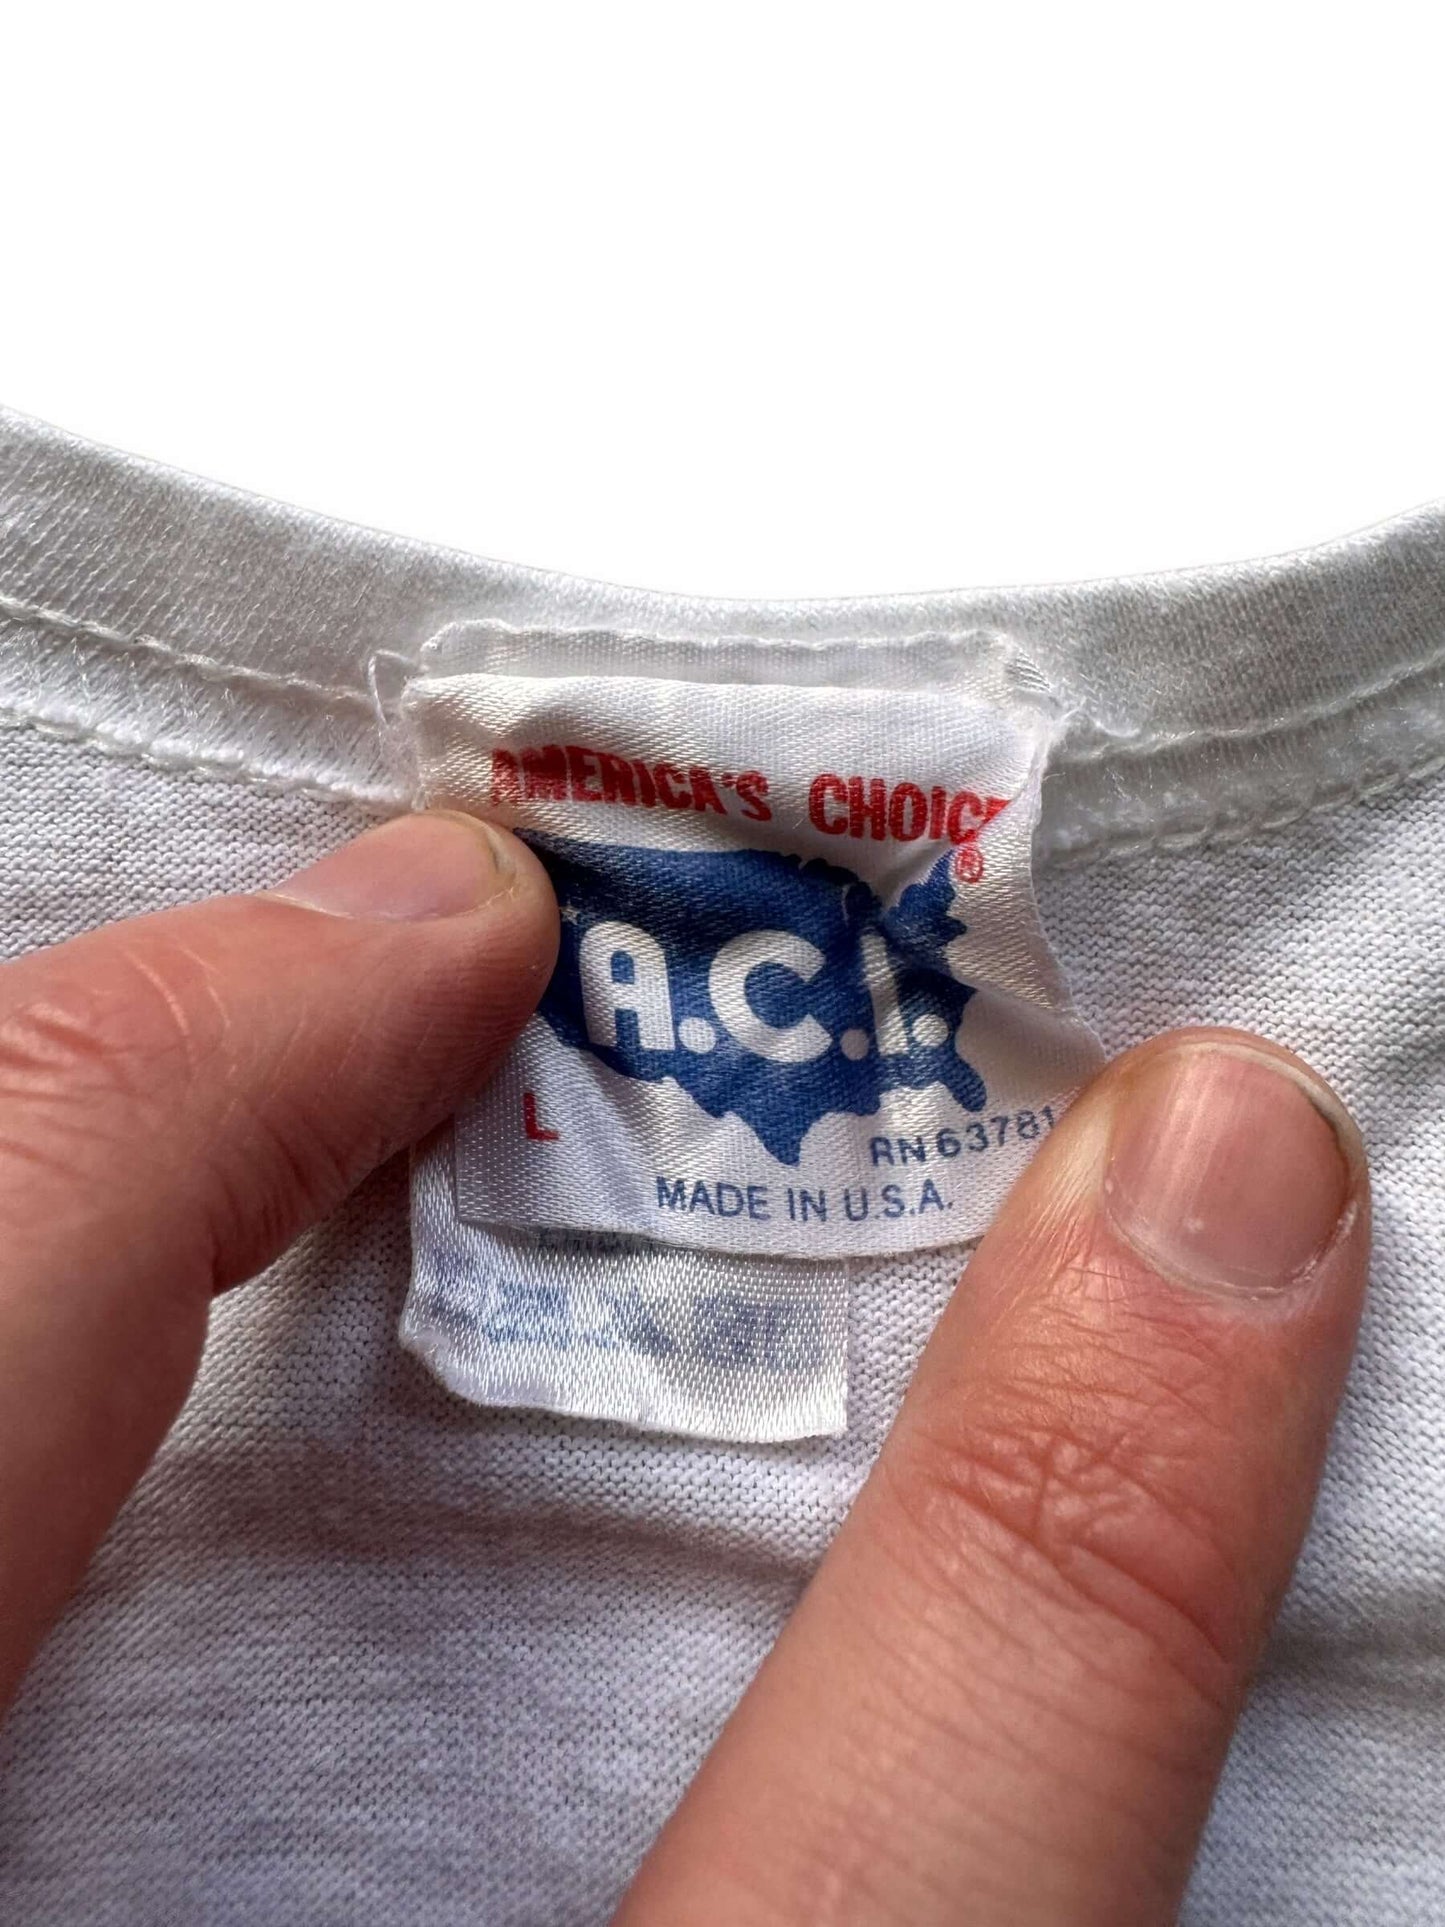 AMERICA'S CHOICE
®
A.C.I.
L
RN 63781
MADE IN U.S.A.